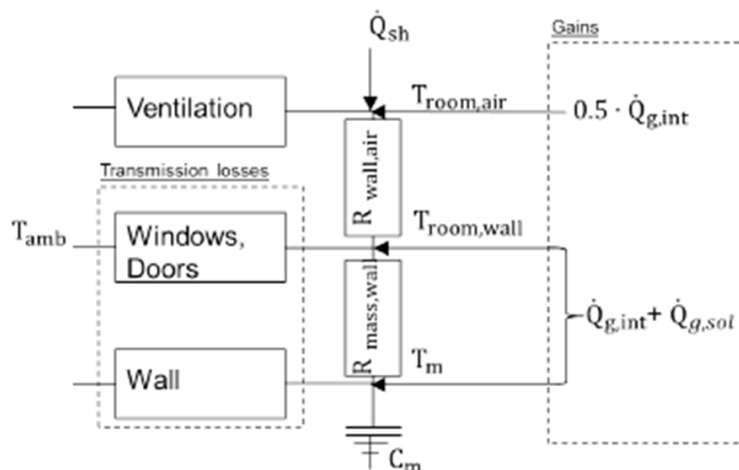 Q̇sh
Gains
Ventilation
Troom,air
0.5 · Q̇g,int
R wall,air
Transmission losses
Tamb
Windows,
Doors
Troom,wall
R mass,wall
Q̇g,int + Q̇g,sol
Wall
Tm
Cm